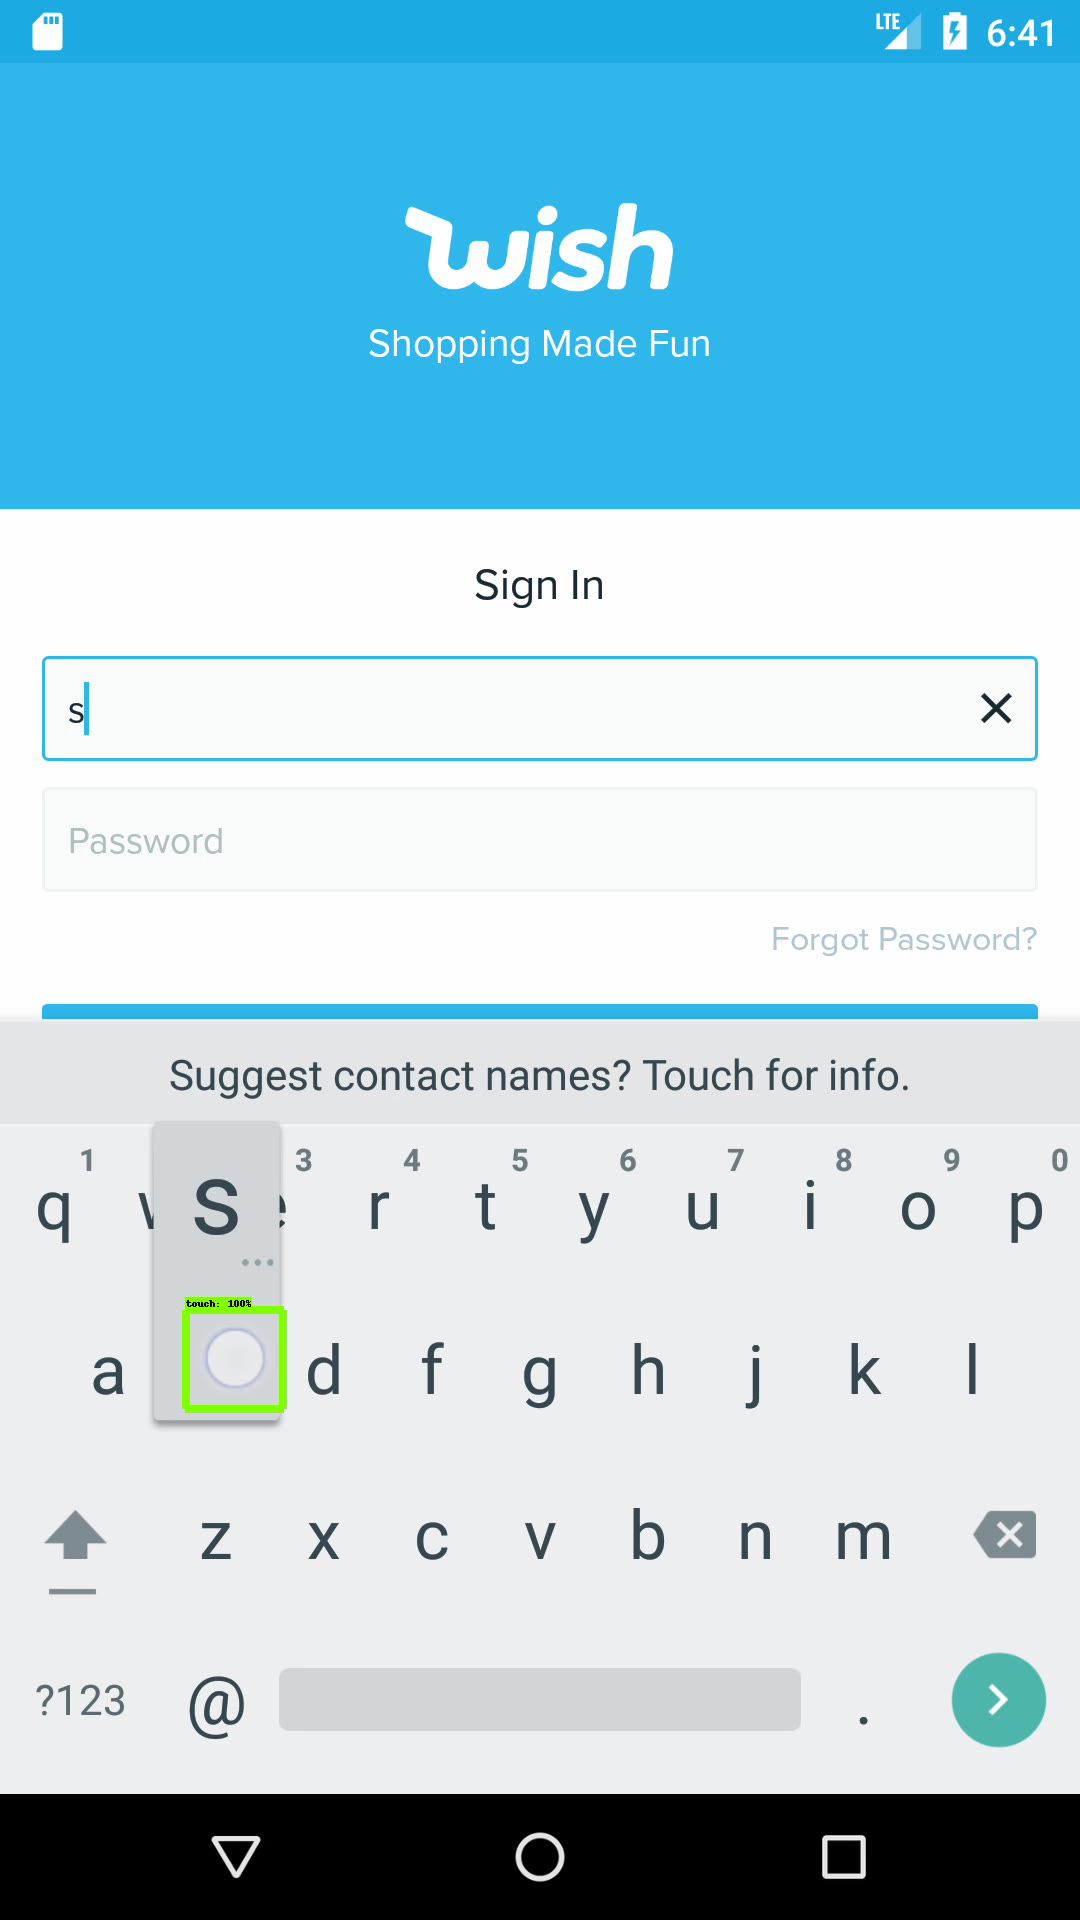 LTE 6:41
wish
Shopping Made Fun
Sign In
s
Password
Forgot Password?
Suggest contact names? Touch for info.
1 3 4 5 6 7 8 9 0
q s r t y u i o p
...
touch: 100%
a d f g h j k l
z x c v b n m
?123 @ .